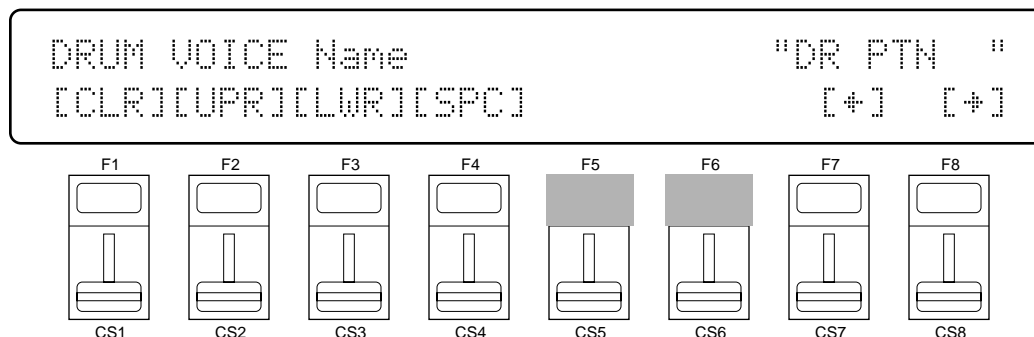 DRUM VOICE Name "DR PTN "
[CLR][UPR][LWR][SPC] [←] [→]
F1 F2 F3 F4 F5 F6 F7 F8
CS1 CS2 CS3 CS4 CS5 CS6 CS7 CS8